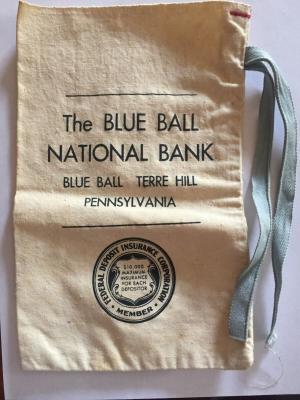 The BLUE BALL
NATIONAL BANK
BLUE BALL TERRE HILL
PENNSYLVANIA
FEDERAL DEPOSIT INSURANCE CORPORATION
$10,000
MAXIMUM
INSURANCE
FOR EACH
DEPOSITOR
• MEMBER •